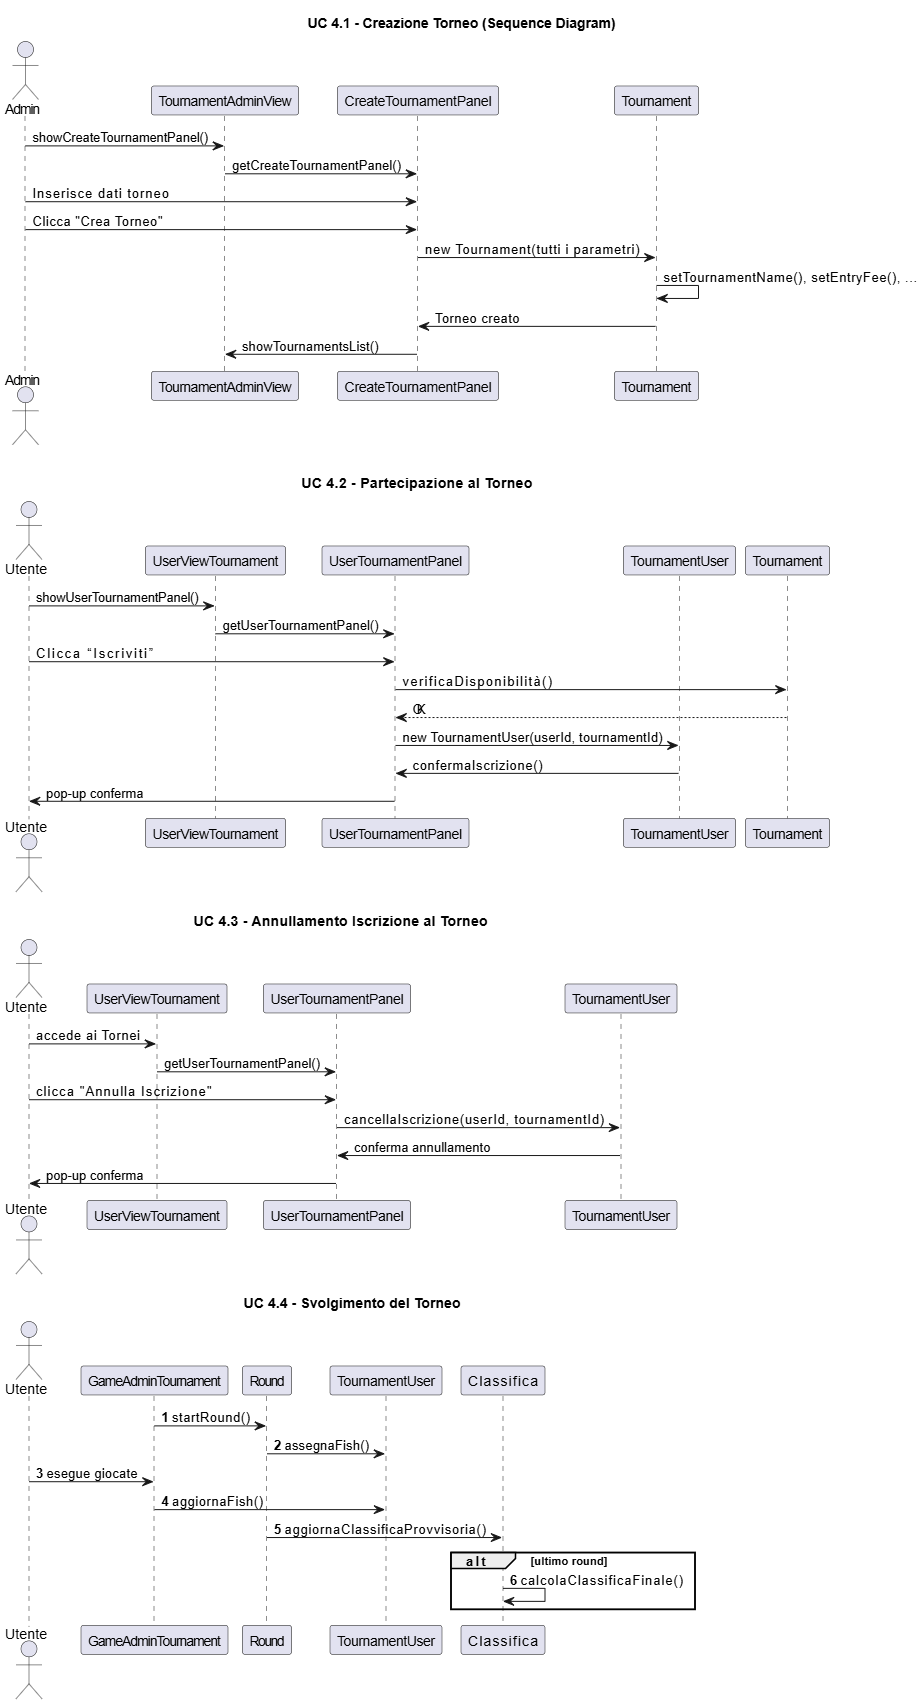 UC 4.1 - Creazione Torneo (Sequence Diagram)
Admin
TournamentAdminView
CreateTournamentPanel
Tournament
showCreateTournamentPanel()
getCreateTournamentPanel()
Inserisce dati torneo
Clicca "Crea Torneo"
new Tournament(tutti i parametri)
setTournamentName(), setEntryFee(), ...
Torneo creato
showTournamentsList()
Admin
TournamentAdminView
CreateTournamentPanel
Tournament
UC 4.2 - Partecipazione al Torneo
Utente
UserViewTournament
UserTournamentPanel
TournamentUser
Tournament
showUserTournamentPanel()
getUserTournamentPanel()
Clicca “Iscriviti”
verificaDisponibilità()
OK
new TournamentUser(userId, tournamentId)
confermaIscrizione()
pop-up conferma
Utente
UserViewTournament
UserTournamentPanel
TournamentUser
Tournament
UC 4.3 - Annullamento Iscrizione al Torneo
Utente
UserViewTournament
UserTournamentPanel
TournamentUser
accede ai Tornei
getUserTournamentPanel()
clicca "Annulla Iscrizione"
cancellaIscrizione(userId, tournamentId)
conferma annullamento
pop-up conferma
Utente
UserViewTournament
UserTournamentPanel
TournamentUser
UC 4.4 - Svolgimento del Torneo
Utente
GameAdminTournament
Round
TournamentUser
Classifica
1 startRound()
2 assegnaFish()
3 esegue giocate
4 aggiornaFish()
5 aggiornaClassificaProvvisoria()
alt [ultimo round]
6 calcolaClassificaFinale()
Utente
GameAdminTournament
Round
TournamentUser
Classifica